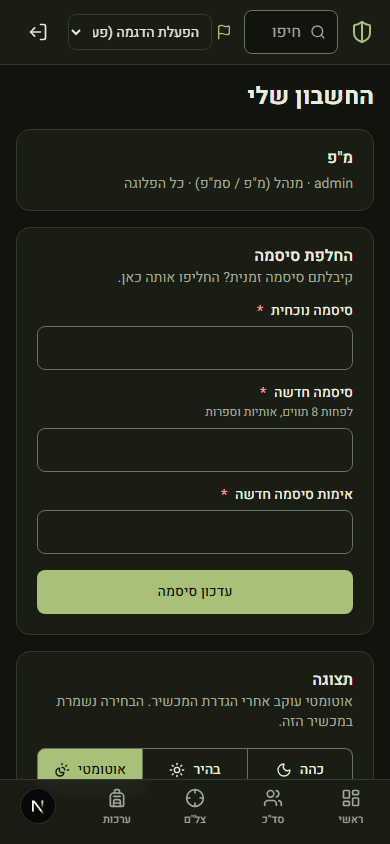 חיפו
הפעלת הדגמה (פע
החשבון שלי
מ"פ
admin · מנהל (מ"פ / סמ"פ) · כל הפלוגה
החלפת סיסמה
קיבלתם סיסמה זמנית? החליפו אותה כאן.
סיסמה נוכחית *
סיסמה חדשה *
לפחות 8 תווים, אותיות וספרות
אימות סיסמה חדשה *
עדכון סיסמה
תצוגה
אוטומטי עוקב אחרי הגדרת המכשיר. הבחירה נשמרת
במכשיר הזה.
כהה בהיר אוטומטי
ראשי סד"כ צל"ם ערכות N